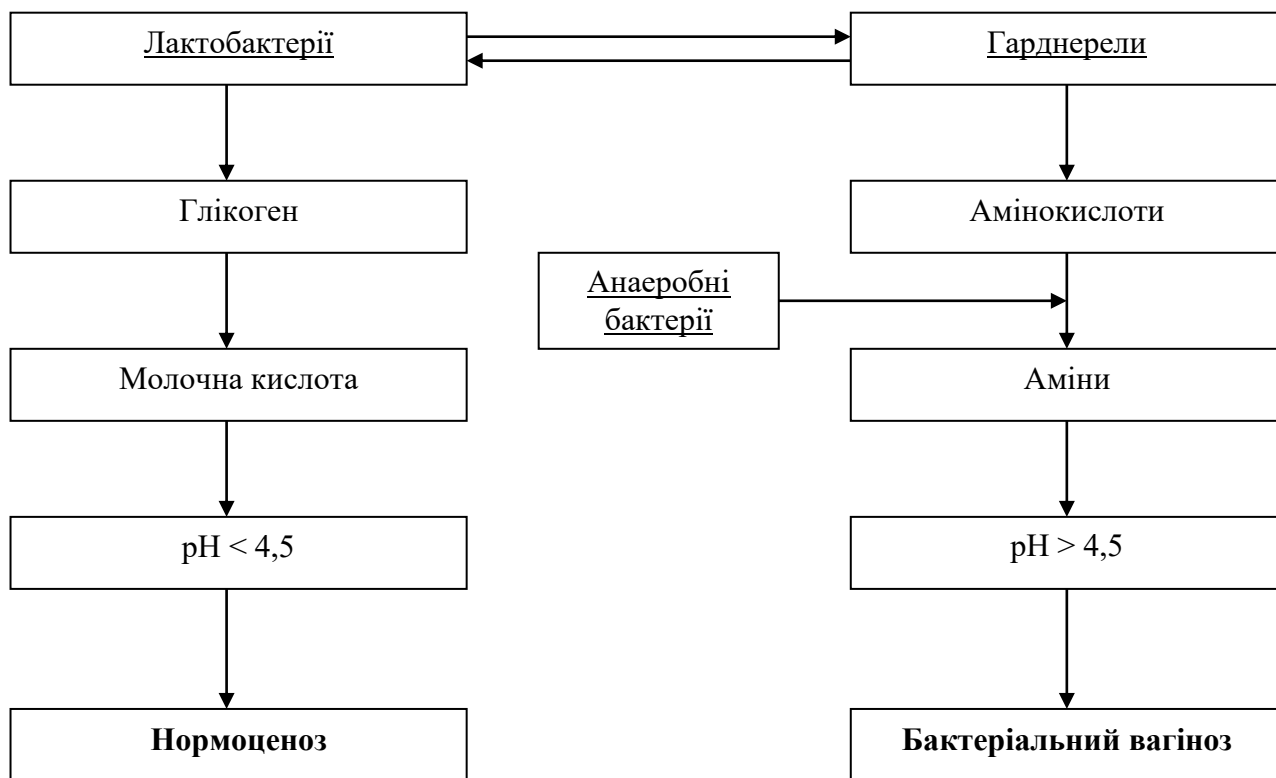 Лактобактерії
Гарднерели
Глікоген
Амінокислоти
Анаеробні
бактерії
Молочна кислота
Аміни
pH < 4,5
pH > 4,5
Нормоценоз
Бактеріальний вагіноз